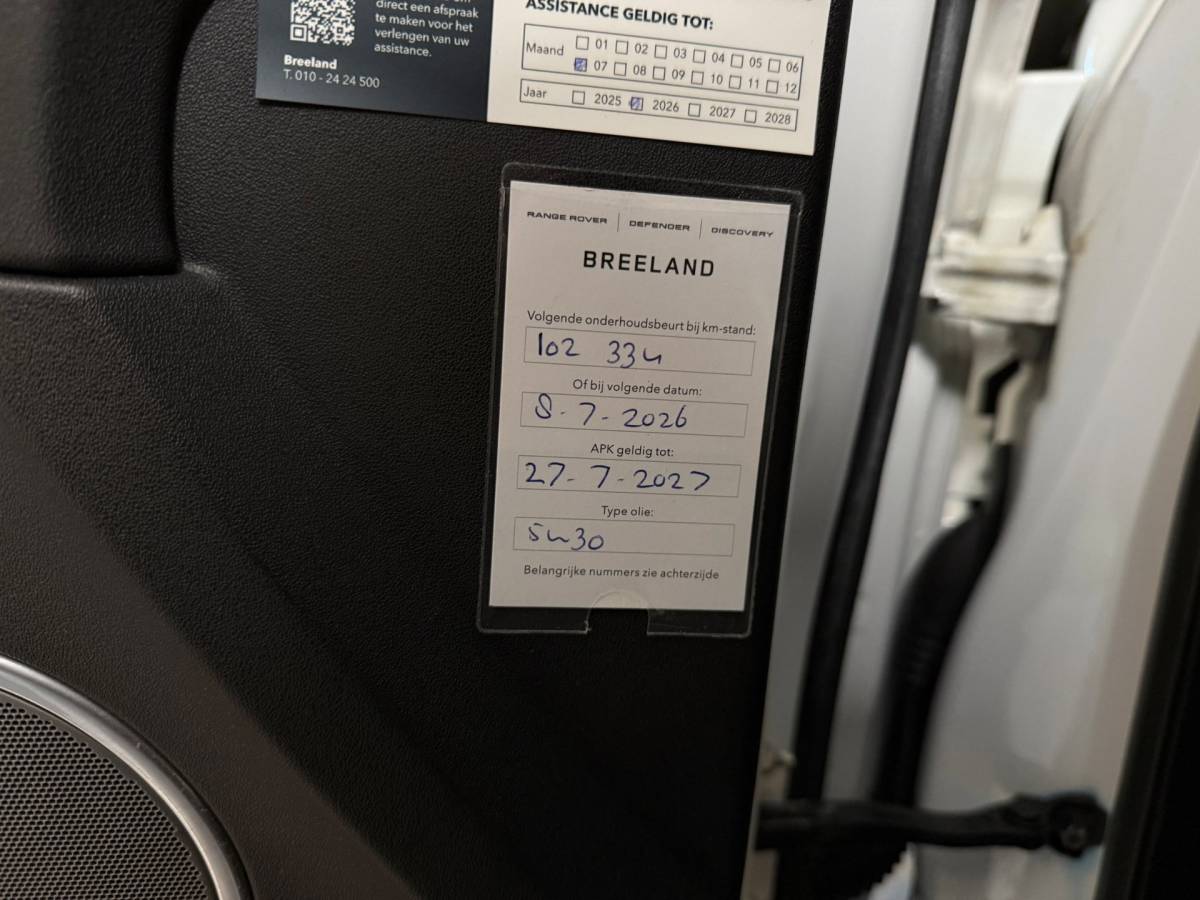 direct een afspraak
te maken voor het
verlengen van uw
assistance.
Breeland
T. 010 - 24 24 500
ASSISTANCE GELDIG TOT:
Maand 01 02 03 04 05 06
07 08 09 10 11 12
Jaar 2025 2026 2027 2028
RANGE ROVER DEFENDER DISCOVERY
BREELAND
Volgende onderhoudsbeurt bij km-stand:
102 334
Of bij volgende datum:
8-7-2026
APK geldig tot:
27-7-2027
Type olie:
5w30
Belangrijke nummers zie achterzijde